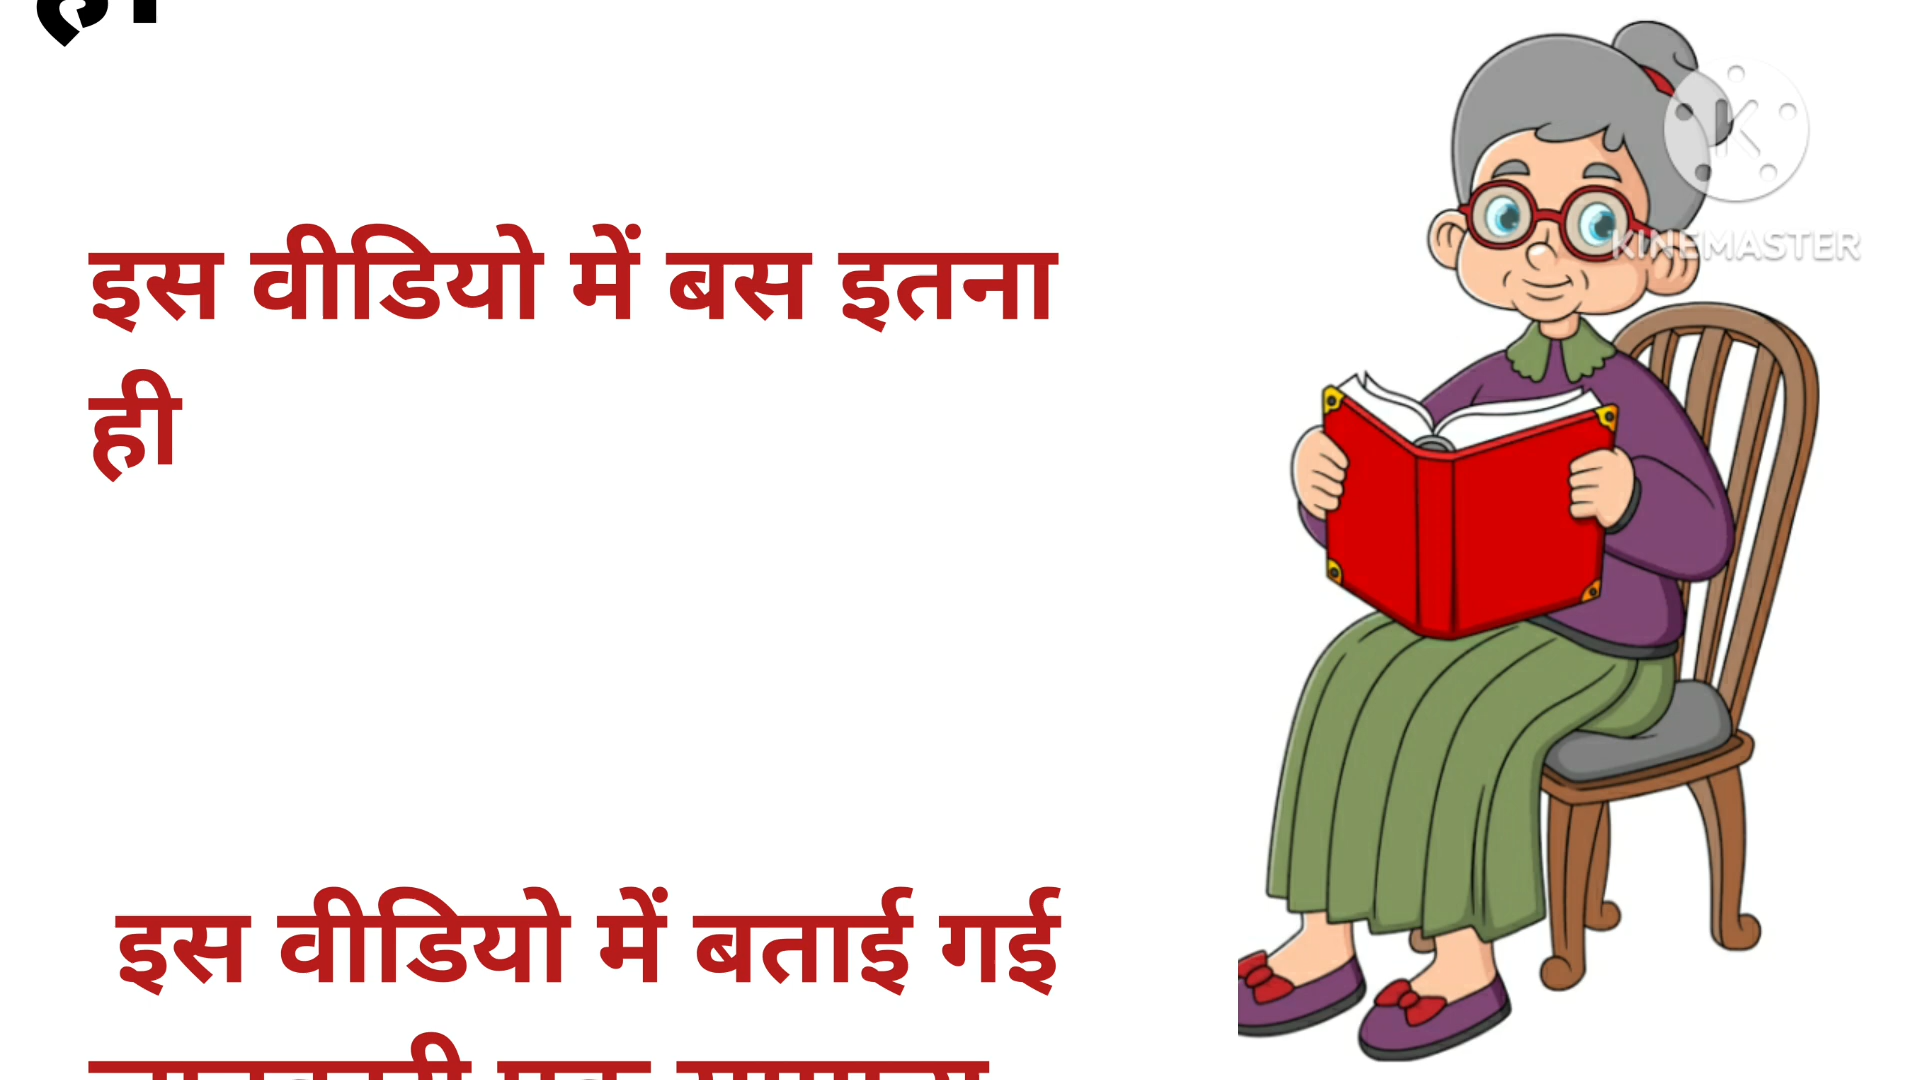 इस वीडियो में बस इतना
ही
इस वीडियो में बताई गई
KINEMASTER